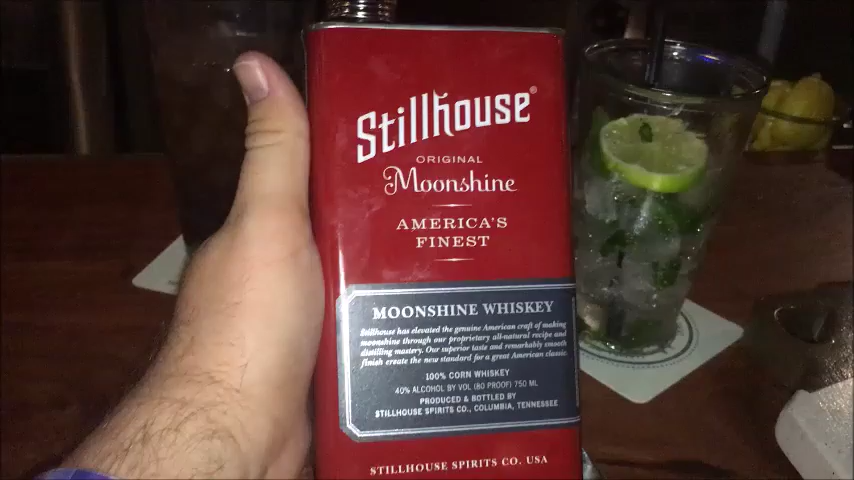 Stillhouse®
ORIGINAL
Moonshine
AMERICA'S
FINEST
MOONSHINE WHISKEY
Stillhouse has elevated the genuine American craft of making
moonshine through our proprietary all-natural recipe and
distilling mastery. Our superior taste and remarkably smooth
finish create the new standard for a great American classic.
100% CORN WHISKEY
40% ALCOHOL BY VOL (80 PROOF) 750 ML
PRODUCED & BOTTLED BY
STILLHOUSE SPIRITS CO., COLUMBIA, TENNESSEE
STILLHOUSE SPIRITS CO. USA